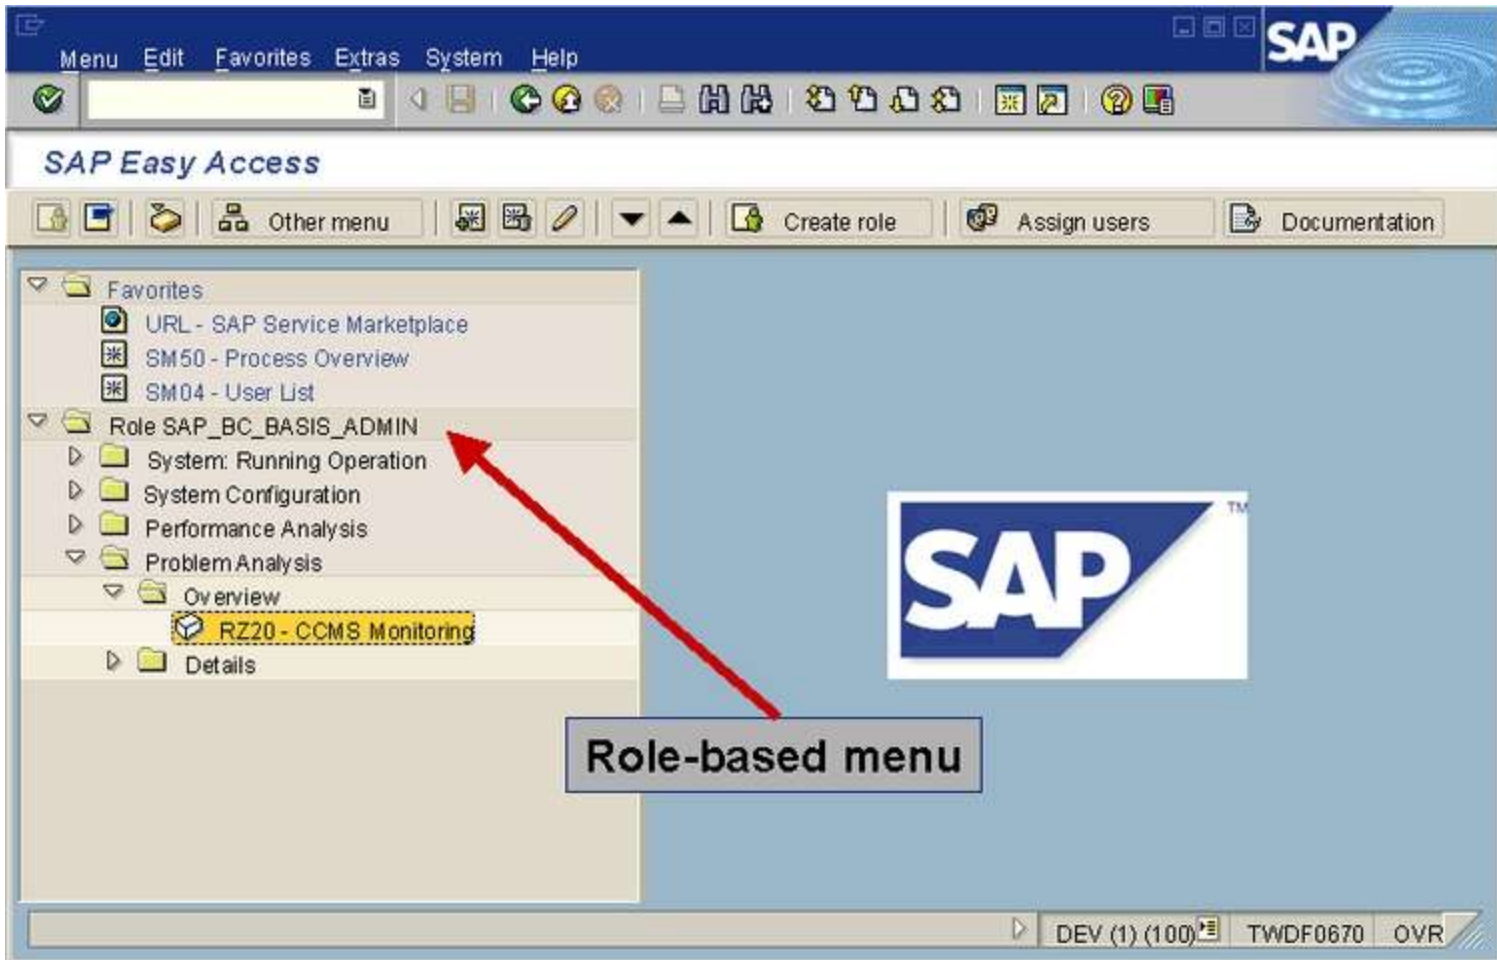 SAP
Menu Edit Favorites Extras System Help
SAP Easy Access
Other menu Create role Assign users Documentation
Favorites
URL - SAP Service Marketplace
SM50 - Process Overview
SM04 - User List
Role SAP_BC_BASIS_ADMIN
System: Running Operation
System Configuration
Performance Analysis
Problem Analysis
Overview
RZ20 - CCMS Monitoring
Details
SAP TM
Role-based menu
DEV (1) (100) TWDF0670 OVR